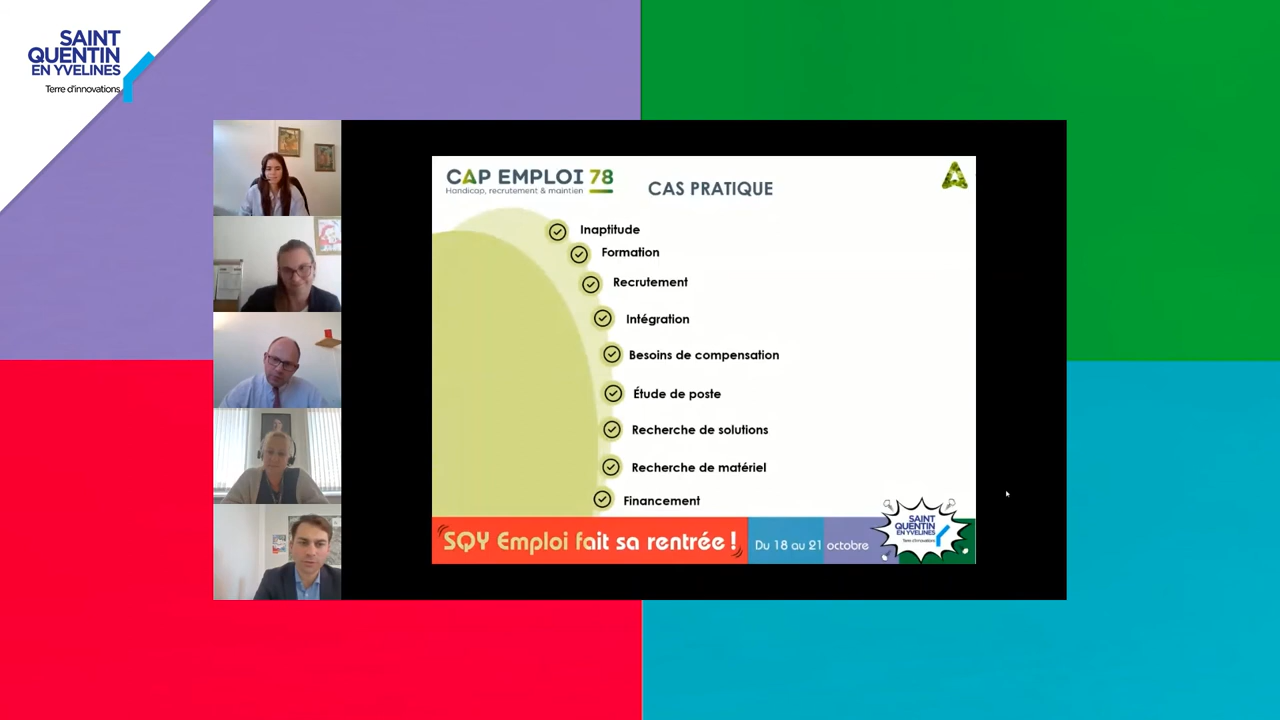 SAINT
QUENTIN
EN YVELINES
Terre d'innovations
CAP EMPLOI 78
Handicap, recrutement & maintien
CAS PRATIQUE
Inaptitude
Formation
Recrutement
Intégration
Besoins de compensation
Étude de poste
Recherche de solutions
Recherche de matériel
Financement
SQY Emploi fait sa rentrée !
Du 18 au 21 octobre
SAINT
QUENTIN
EN YVELINES
Terre d'innovations